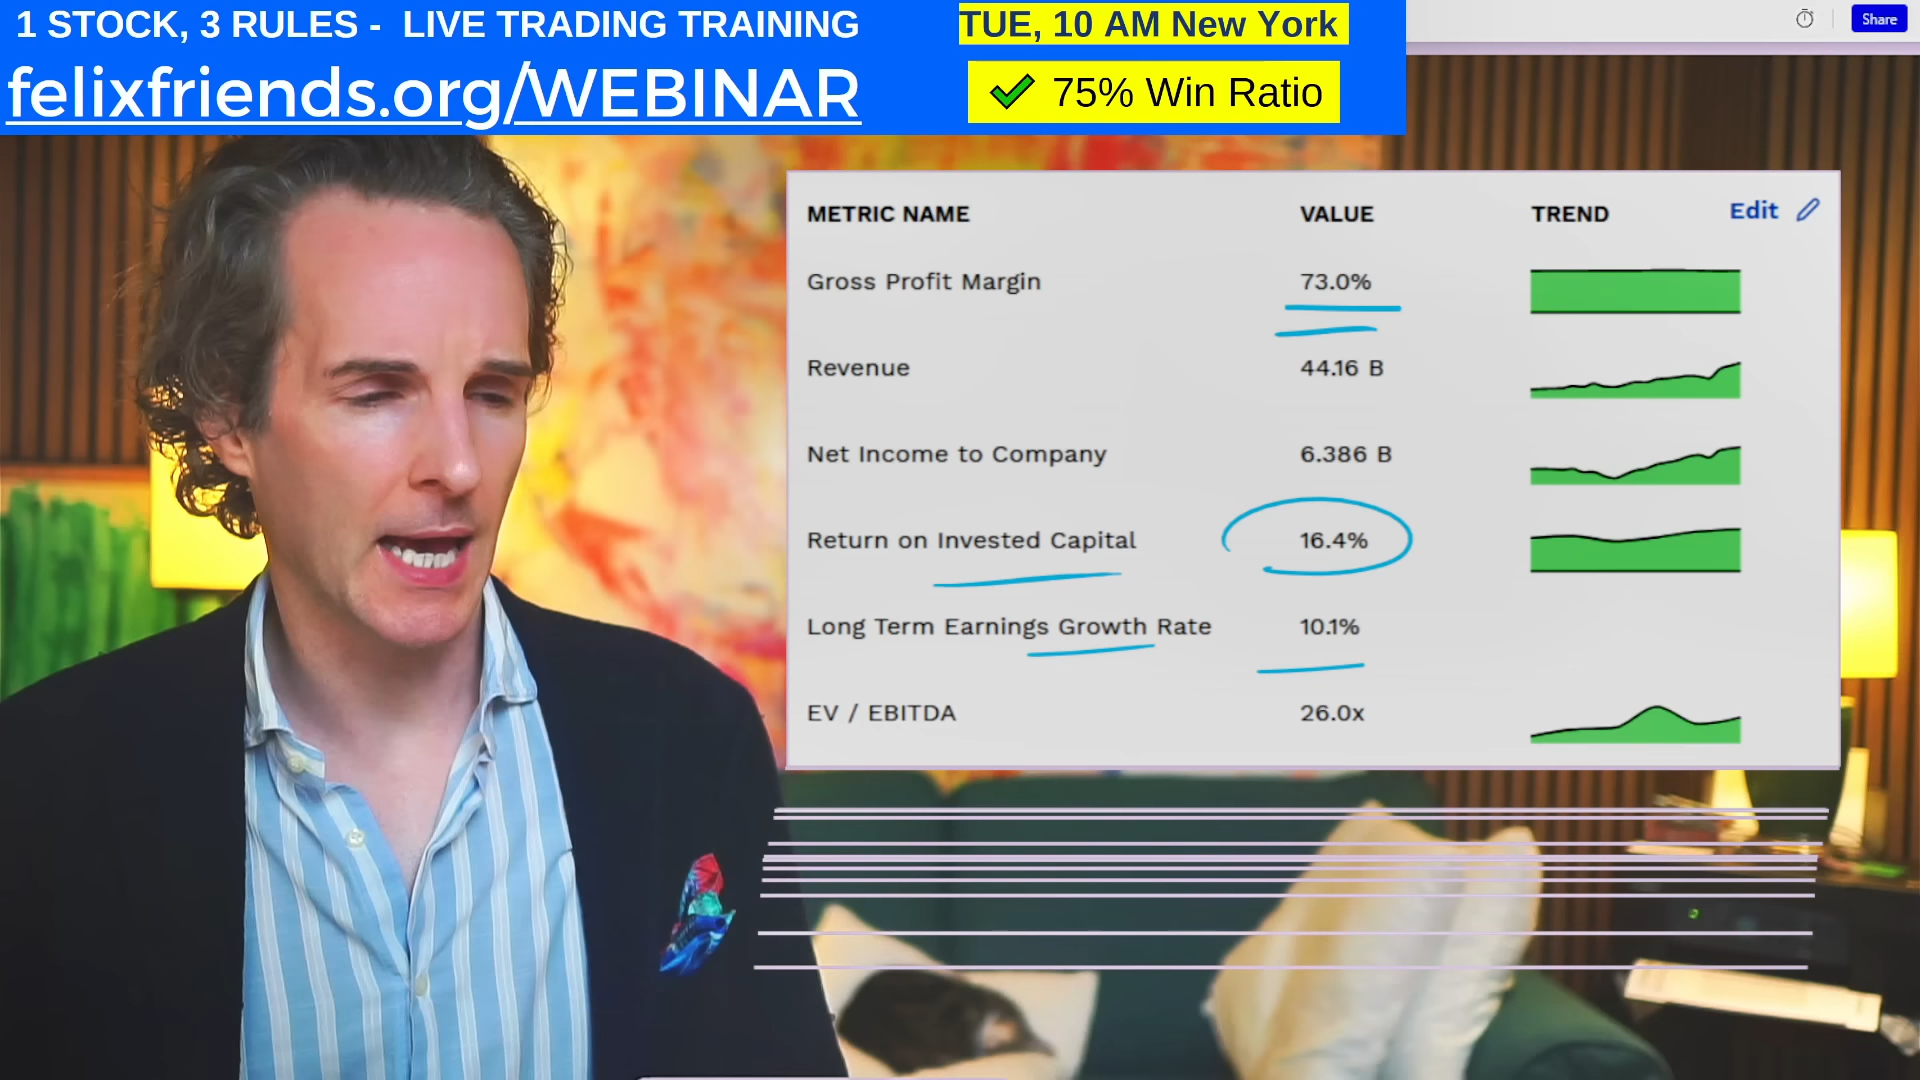 1 STOCK, 3 RULES - LIVE TRADING TRAINING
TUE, 10 AM New York
Share
felixfriends.org/WEBINAR
75% Win Ratio
METRIC NAME VALUE TREND Edit
Gross Profit Margin 73.0%
Revenue 44.16 B
Net Income to Company 6.386 B
Return on Invested Capital 16.4%
Long Term Earnings Growth Rate 10.1%
EV / EBITDA 26.0x